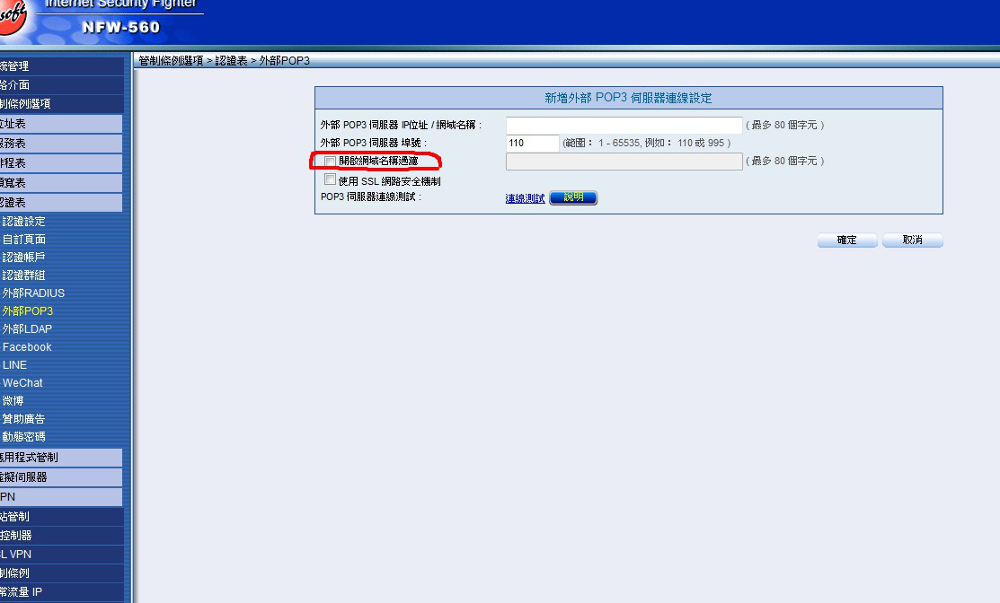 soft
Internet Security Fighter
NFW-560
管制條例選項 > 認證表 > 外部POP3
統管理
路介面
制條例選項
位址表
服務表
排程表
頻寬表
認證表
認證設定
自訂頁面
認證帳戶
認證群組
外部RADIUS
外部POP3
外部LDAP
Facebook
LINE
WeChat
微博
贊助廣告
動態密碼
應用程式管制
虛擬伺服器
PN
站管制
控制器
L VPN
制條例
常流量 IP
新增外部 POP3 伺服器連線設定
外部 POP3 伺服器 IP位址 / 網域名稱 : ( 最多 80 個字元 )
外部 POP3 伺服器 埠號 : 110 (範圍： 1 - 65535, 例如： 110 或 995 )
開啟網域名稱過濾 ( 最多 80 個字元 )
使用 SSL 網路安全機制
POP3 伺服器連線測試 : 連線測試 說明
確定 取消